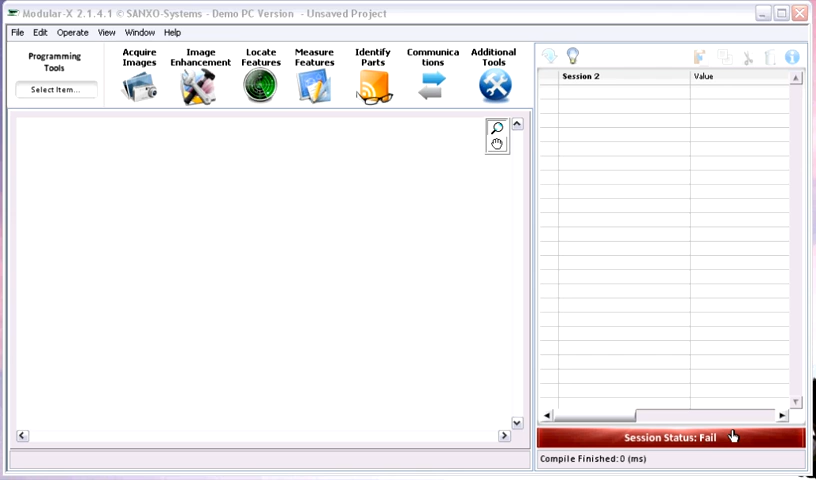 Modular-X 2.1.4.1 © SANXO-Systems - Demo PC Version - Unsaved Project
File Edit Operate View Window Help
Programming Tools
Select Item...
Acquire Images
Image Enhancement
Locate Features
Measure Features
Identify Parts
Communica tions
Additional Tools
Session 2 Value
Session Status: Fail
Compile Finished: 0 (ms)